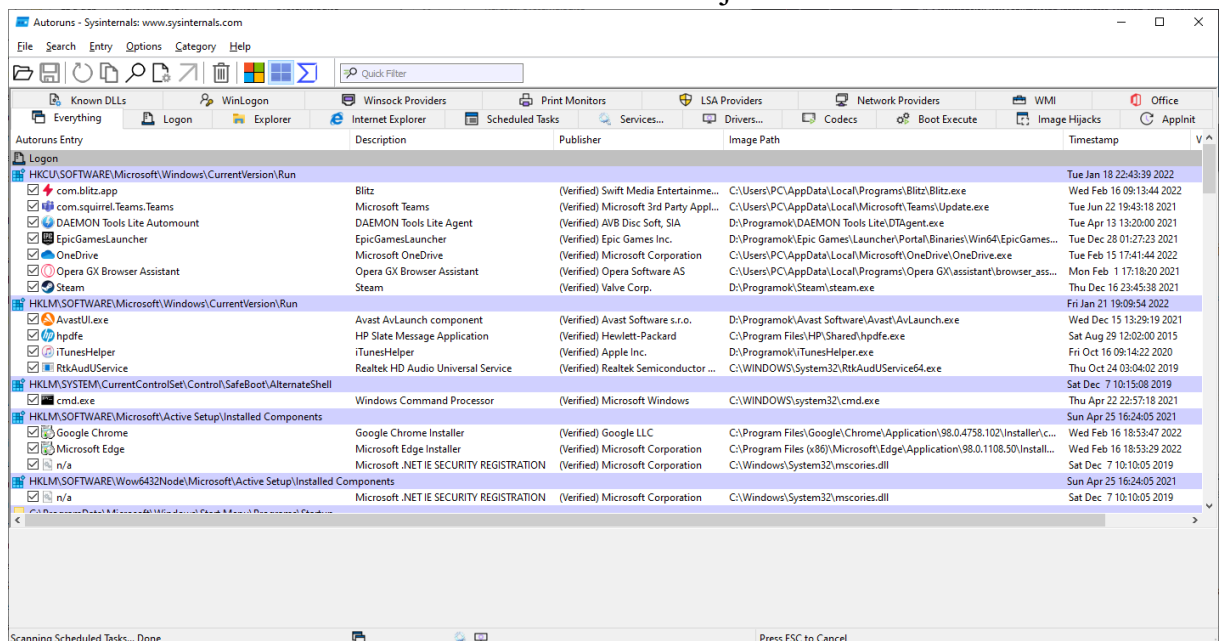 Autoruns - Sysinternals: www.sysinternals.com
File Search Entry Options Category Help
Quick Filter
Known DLLs WinLogon Winsock Providers Print Monitors LSA Providers Network Providers WMI Office
Everything Logon Explorer Internet Explorer Scheduled Tasks Services... Drivers... Codecs Boot Execute Image Hijacks AppInit
Autoruns Entry Description Publisher Image Path Timestamp V
Logon
HKCU\SOFTWARE\Microsoft\Windows\CurrentVersion\Run Tue Jan 18 22:43:39 2022
com.blitz.app Blitz (Verified) Swift Media Entertainme... C:\Users\PC\AppData\Local\Programs\Blitz\Blitz.exe Wed Feb 16 09:13:44 2022
com.squirrel.Teams.Teams Microsoft Teams (Verified) Microsoft 3rd Party Appl... C:\Users\PC\AppData\Local\Microsoft\Teams\Update.exe Tue Jun 22 19:43:18 2021
DAEMON Tools Lite Automount DAEMON Tools Lite Agent (Verified) AVB Disc Soft, SIA D:\Programok\DAEMON Tools Lite\DTAgent.exe Tue Apr 13 13:20:00 2021
EpicGamesLauncher EpicGamesLauncher (Verified) Epic Games Inc. D:\Programok\Epic Games\Launcher\Portal\Binaries\Win64\EpicGames... Tue Dec 28 01:27:23 2021
OneDrive Microsoft OneDrive (Verified) Microsoft Corporation C:\Users\PC\AppData\Local\Microsoft\OneDrive\OneDrive.exe Tue Feb 15 17:41:44 2022
Opera GX Browser Assistant Opera GX Browser Assistant (Verified) Opera Software AS C:\Users\PC\AppData\Local\Programs\Opera GX\assistant\browser_ass... Mon Feb 1 17:18:20 2021
Steam Steam (Verified) Valve Corp. D:\Programok\Steam\steam.exe Thu Dec 16 23:45:38 2021
HKLM\SOFTWARE\Microsoft\Windows\CurrentVersion\Run Fri Jan 21 19:09:54 2022
AvastUI.exe Avast AvLaunch component (Verified) Avast Software s.r.o. D:\Programok\Avast Software\Avast\AvLaunch.exe Wed Dec 15 13:29:19 2021
hpdfe HP Slate Message Application (Verified) Hewlett-Packard C:\Program Files\HP\Shared\hpdfe.exe Sat Aug 29 12:02:00 2015
iTunesHelper iTunesHelper (Verified) Apple Inc. D:\Programok\iTunesHelper.exe Fri Oct 16 09:14:22 2020
RtkAudUService Realtek HD Audio Universal Service (Verified) Realtek Semiconductor ... C:\WINDOWS\System32\RtkAudUService64.exe Thu Oct 24 03:04:02 2019
HKLM\SYSTEM\CurrentControlSet\Control\SafeBoot\AlternateShell Sat Dec 7 10:15:08 2019
cmd.exe Windows Command Processor (Verified) Microsoft Windows C:\WINDOWS\system32\cmd.exe Thu Apr 22 22:57:18 2021
HKLM\SOFTWARE\Microsoft\Active Setup\Installed Components Sun Apr 25 16:24:05 2021
Google Chrome Google Chrome Installer (Verified) Google LLC C:\Program Files\Google\Chrome\Application\98.0.4758.102\Installer\c... Wed Feb 16 18:53:47 2022
Microsoft Edge Microsoft Edge Installer (Verified) Microsoft Corporation C:\Program Files (x86)\Microsoft\Edge\Application\98.0.1108.50\Install... Wed Feb 16 18:53:29 2022
n/a Microsoft .NET IE SECURITY REGISTRATION (Verified) Microsoft Corporation C:\Windows\System32\mscories.dll Sat Dec 7 10:10:05 2019
HKLM\SOFTWARE\Wow6432Node\Microsoft\Active Setup\Installed Components Sun Apr 25 16:24:05 2021
n/a Microsoft .NET IE SECURITY REGISTRATION (Verified) Microsoft Corporation C:\Windows\System32\mscories.dll Sat Dec 7 10:10:05 2019
C:\ProgramData\Microsoft\Windows\Start Menu\Programs\Startup
Scanning Scheduled Tasks... Done Press ESC to Cancel